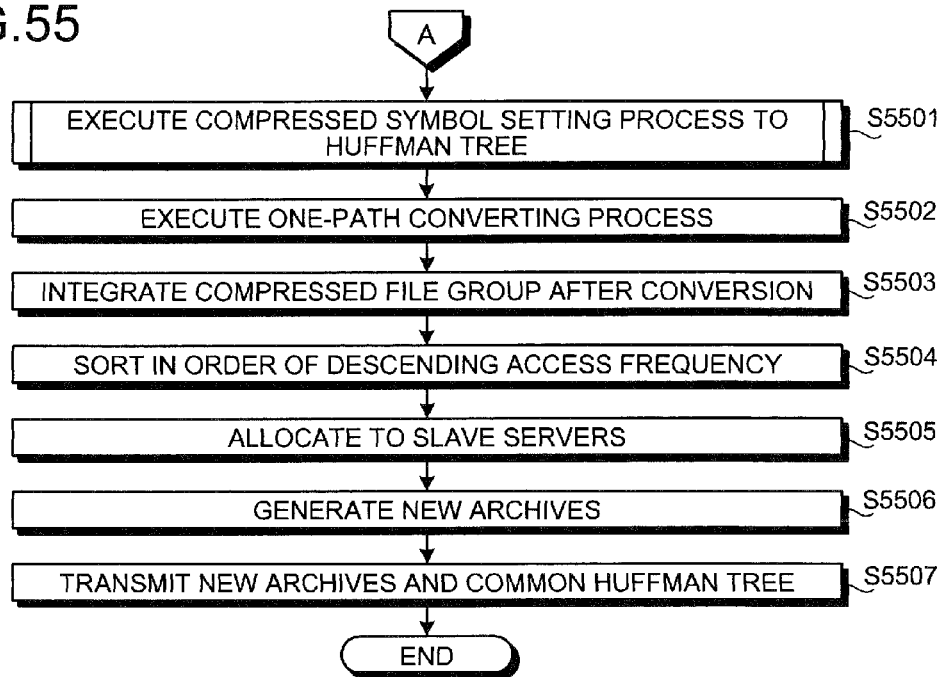 G.55
A
EXECUTE COMPRESSED SYMBOL SETTING PROCESS TO
HUFFMAN TREE
S5501
EXECUTE ONE-PATH CONVERTING PROCESS
S5502
INTEGRATE COMPRESSED FILE GROUP AFTER CONVERSION
S5503
SORT IN ORDER OF DESCENDING ACCESS FREQUENCY
S5504
ALLOCATE TO SLAVE SERVERS
S5505
GENERATE NEW ARCHIVES
S5506
TRANSMIT NEW ARCHIVES AND COMMON HUFFMAN TREE
S5507
END